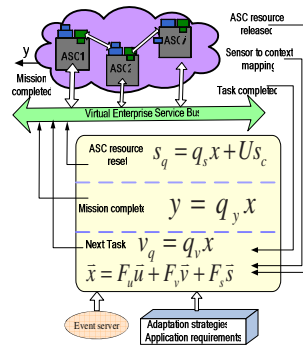 ASC resource
released
Sensor to context
mapping
y
Mission
completed
ASC1
ASC2
ASCi
Task completed
Virtual Enterprise Service Bus
ASC resource
reset
s_q = q_s x + U s_c
Mission complete
y = q_y x
Next Task
v_q = q_v x
x̄ = F_u ū + F_v v̄ + F_s s̄
Event server
Adaptation strategies
Application requirements